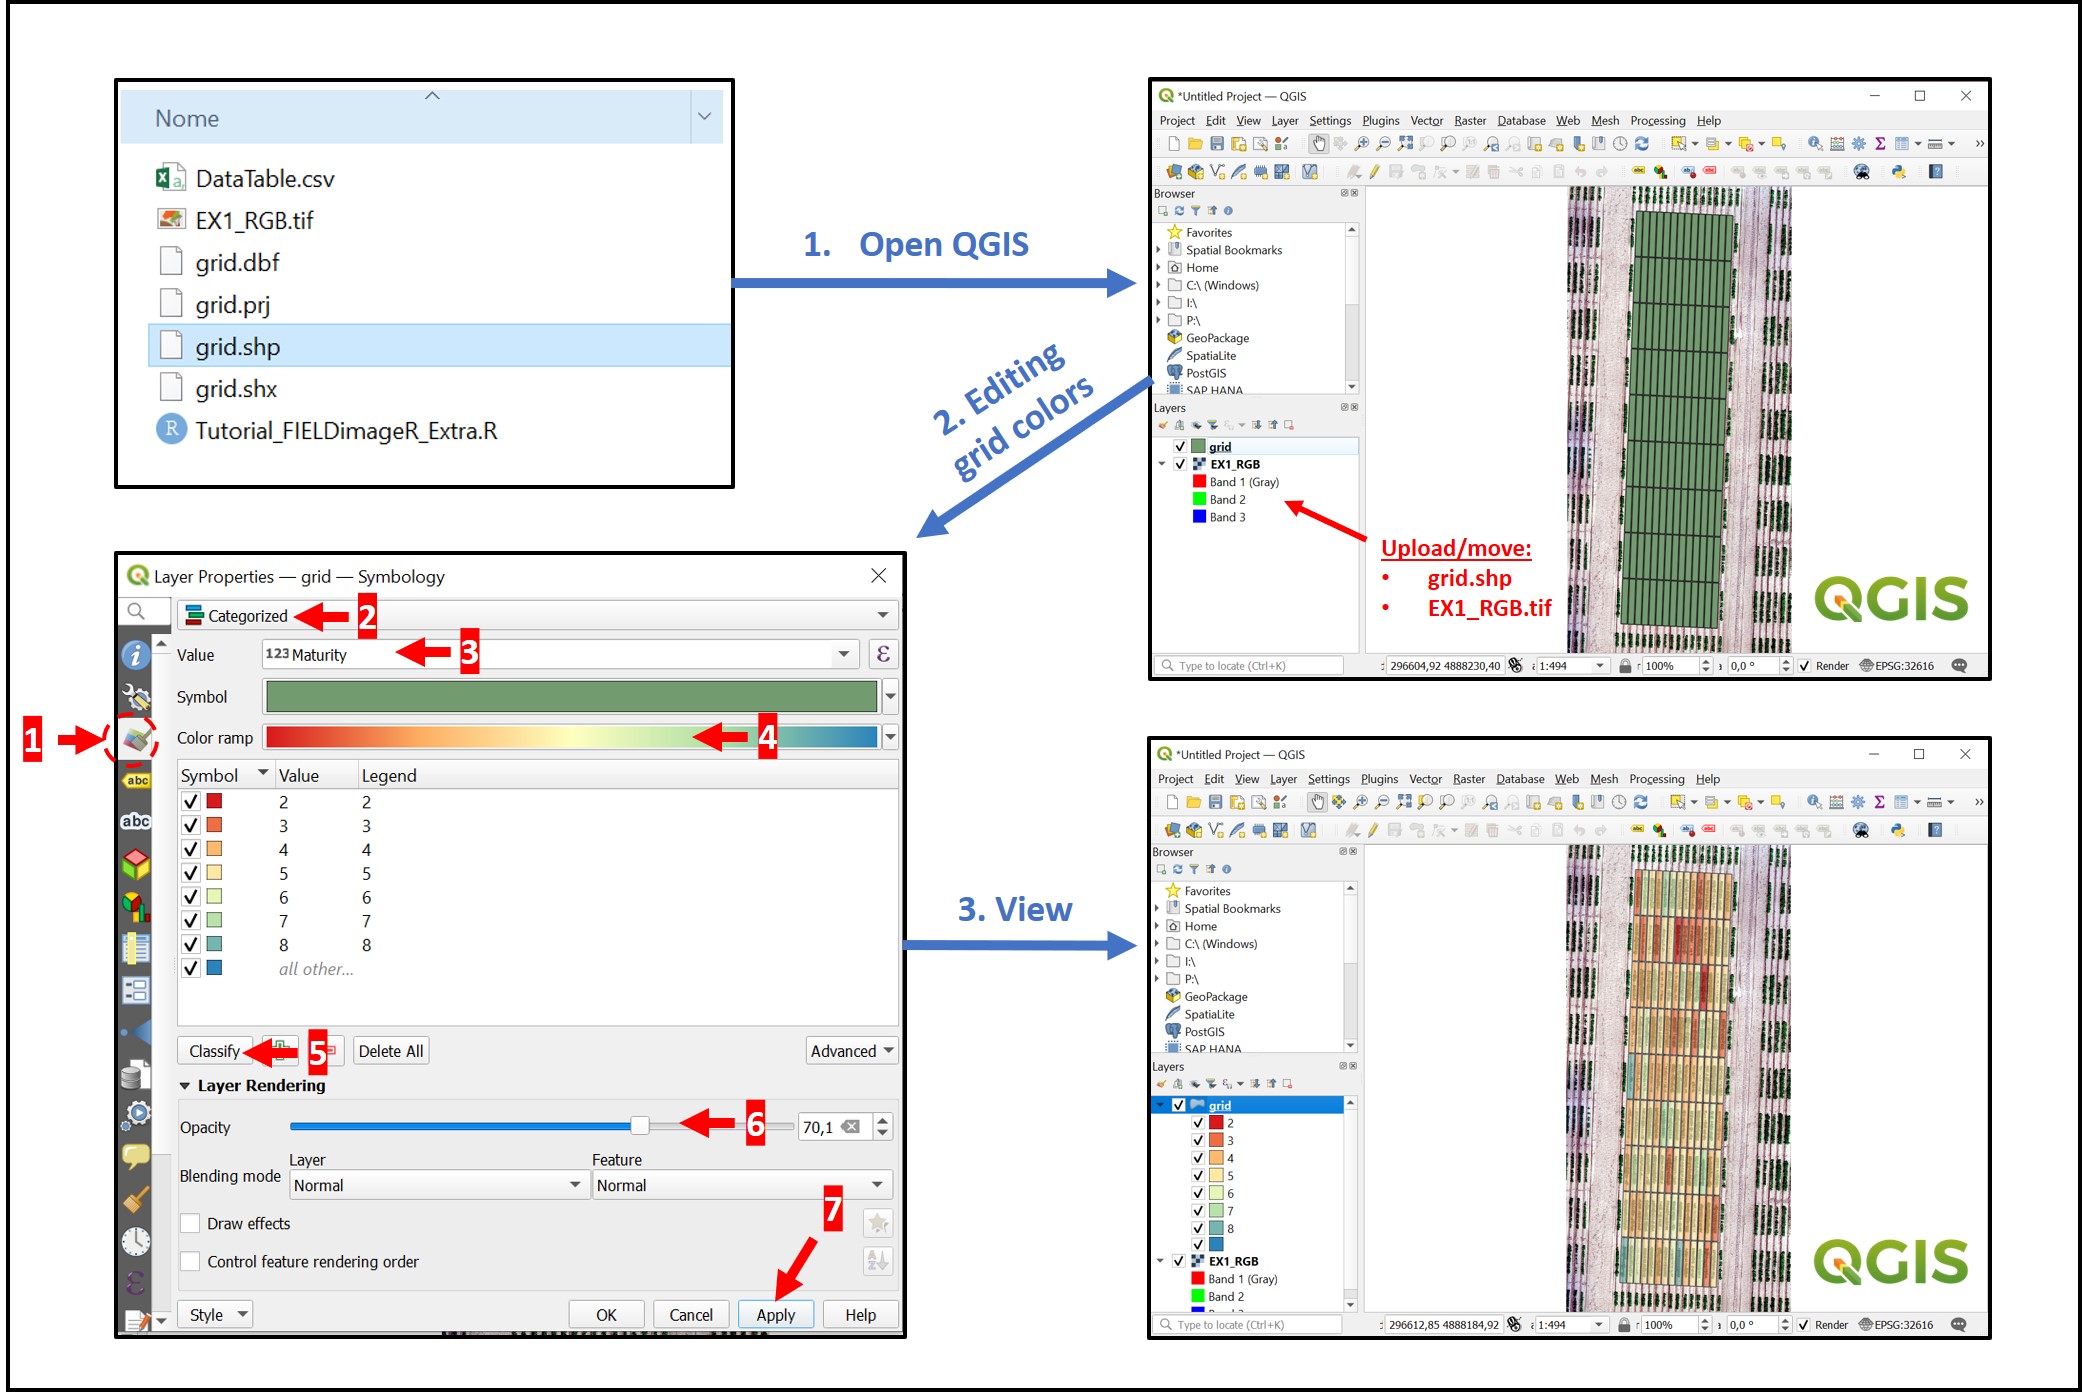 Nome
DataTable.csv
EX1_RGB.tif
grid.dbf
grid.prj
grid.shp
grid.shx
R Tutorial_FIELDimageR_Extra.R
1. Open QGIS
*Untitled Project — QGIS
Project Edit View Layer Settings Plugins Vector Raster Database Web Mesh Processing Help
Browser
Favorites
Spatial Bookmarks
Home
C:\ (Windows)
I:\
P:\
GeoPackage
SpatiaLite
PostGIS
SAP HANA
Layers
grid
EX1_RGB
Band 1 (Gray)
Band 2
Band 3
Upload/move:
• grid.shp
• EX1_RGB.tif
QGIS
Type to locate (Ctrl+K) 296604,92 4888230,40 1:494 100% 0,0 ° Render EPSG:32616
2. Editing
grid colors
Layer Properties — grid — Symbology
Categorized 2
Value 123 Maturity 3 ε
Symbol
1
Color ramp 4
Symbol Value Legend
2 2
3 3
4 4
5 5
6 6
7 7
8 8
all other...
abc
abc
Classify 5 Delete All Advanced
Layer Rendering
Opacity 6 70,1
Layer Feature
Blending mode Normal Normal
7
Draw effects
Control feature rendering order
Style OK Cancel Apply Help
3. View
*Untitled Project — QGIS
Project Edit View Layer Settings Plugins Vector Raster Database Web Mesh Processing Help
Browser
Favorites
Spatial Bookmarks
Home
C:\ (Windows)
I:\
P:\
GeoPackage
SpatiaLite
PostGIS
SAP HANA
Layers
grid
2
3
4
5
6
7
8
EX1_RGB
Band 1 (Gray)
Band 2
QGIS
Type to locate (Ctrl+K) 296612,85 4888184,92 1:494 100% 0,0 ° Render EPSG:32616